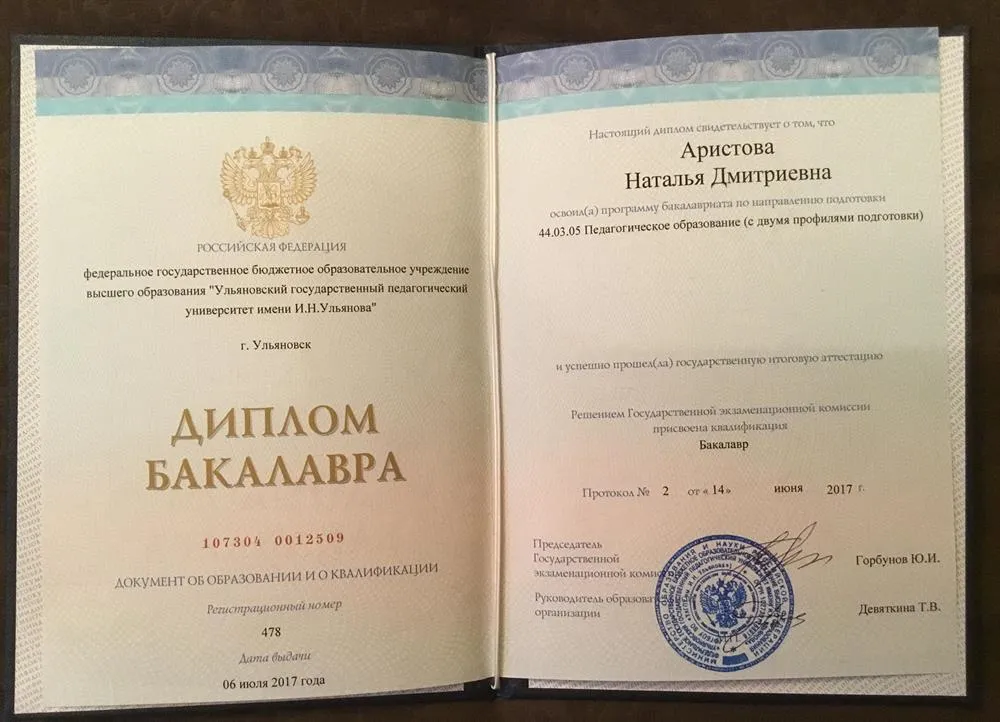 РОССИЙСКАЯ ФЕДЕРАЦИЯ
федеральное государственное бюджетное образовательное учреждение
высшего образования "Ульяновский государственный педагогический
университет имени И.Н.Ульянова"
г. Ульяновск
ДИПЛОМ
БАКАЛАВРА
107304 0012509
ДОКУМЕНТ ОБ ОБРАЗОВАНИИ И О КВАЛИФИКАЦИИ
Регистрационный номер
478
Дата выдачи
06 июля 2017 года
Настоящий диплом свидетельствует о том, что
Аристова
Наталья Дмитриевна
освоил(а) программу бакалавриата по направлению подготовки
44.03.05 Педагогическое образование (с двумя профилями подготовки)
и успешно прошел(ла) государственную итоговую аттестацию
Решением Государственной экзаменационной комиссии
присвоена квалификация
Бакалавр
Протокол № 2 от « 14» июня 2017 г.
Председатель
Государственной
экзаменационной
Горбунов Ю.И.
Руководитель
организации
Девяткина Т.В.